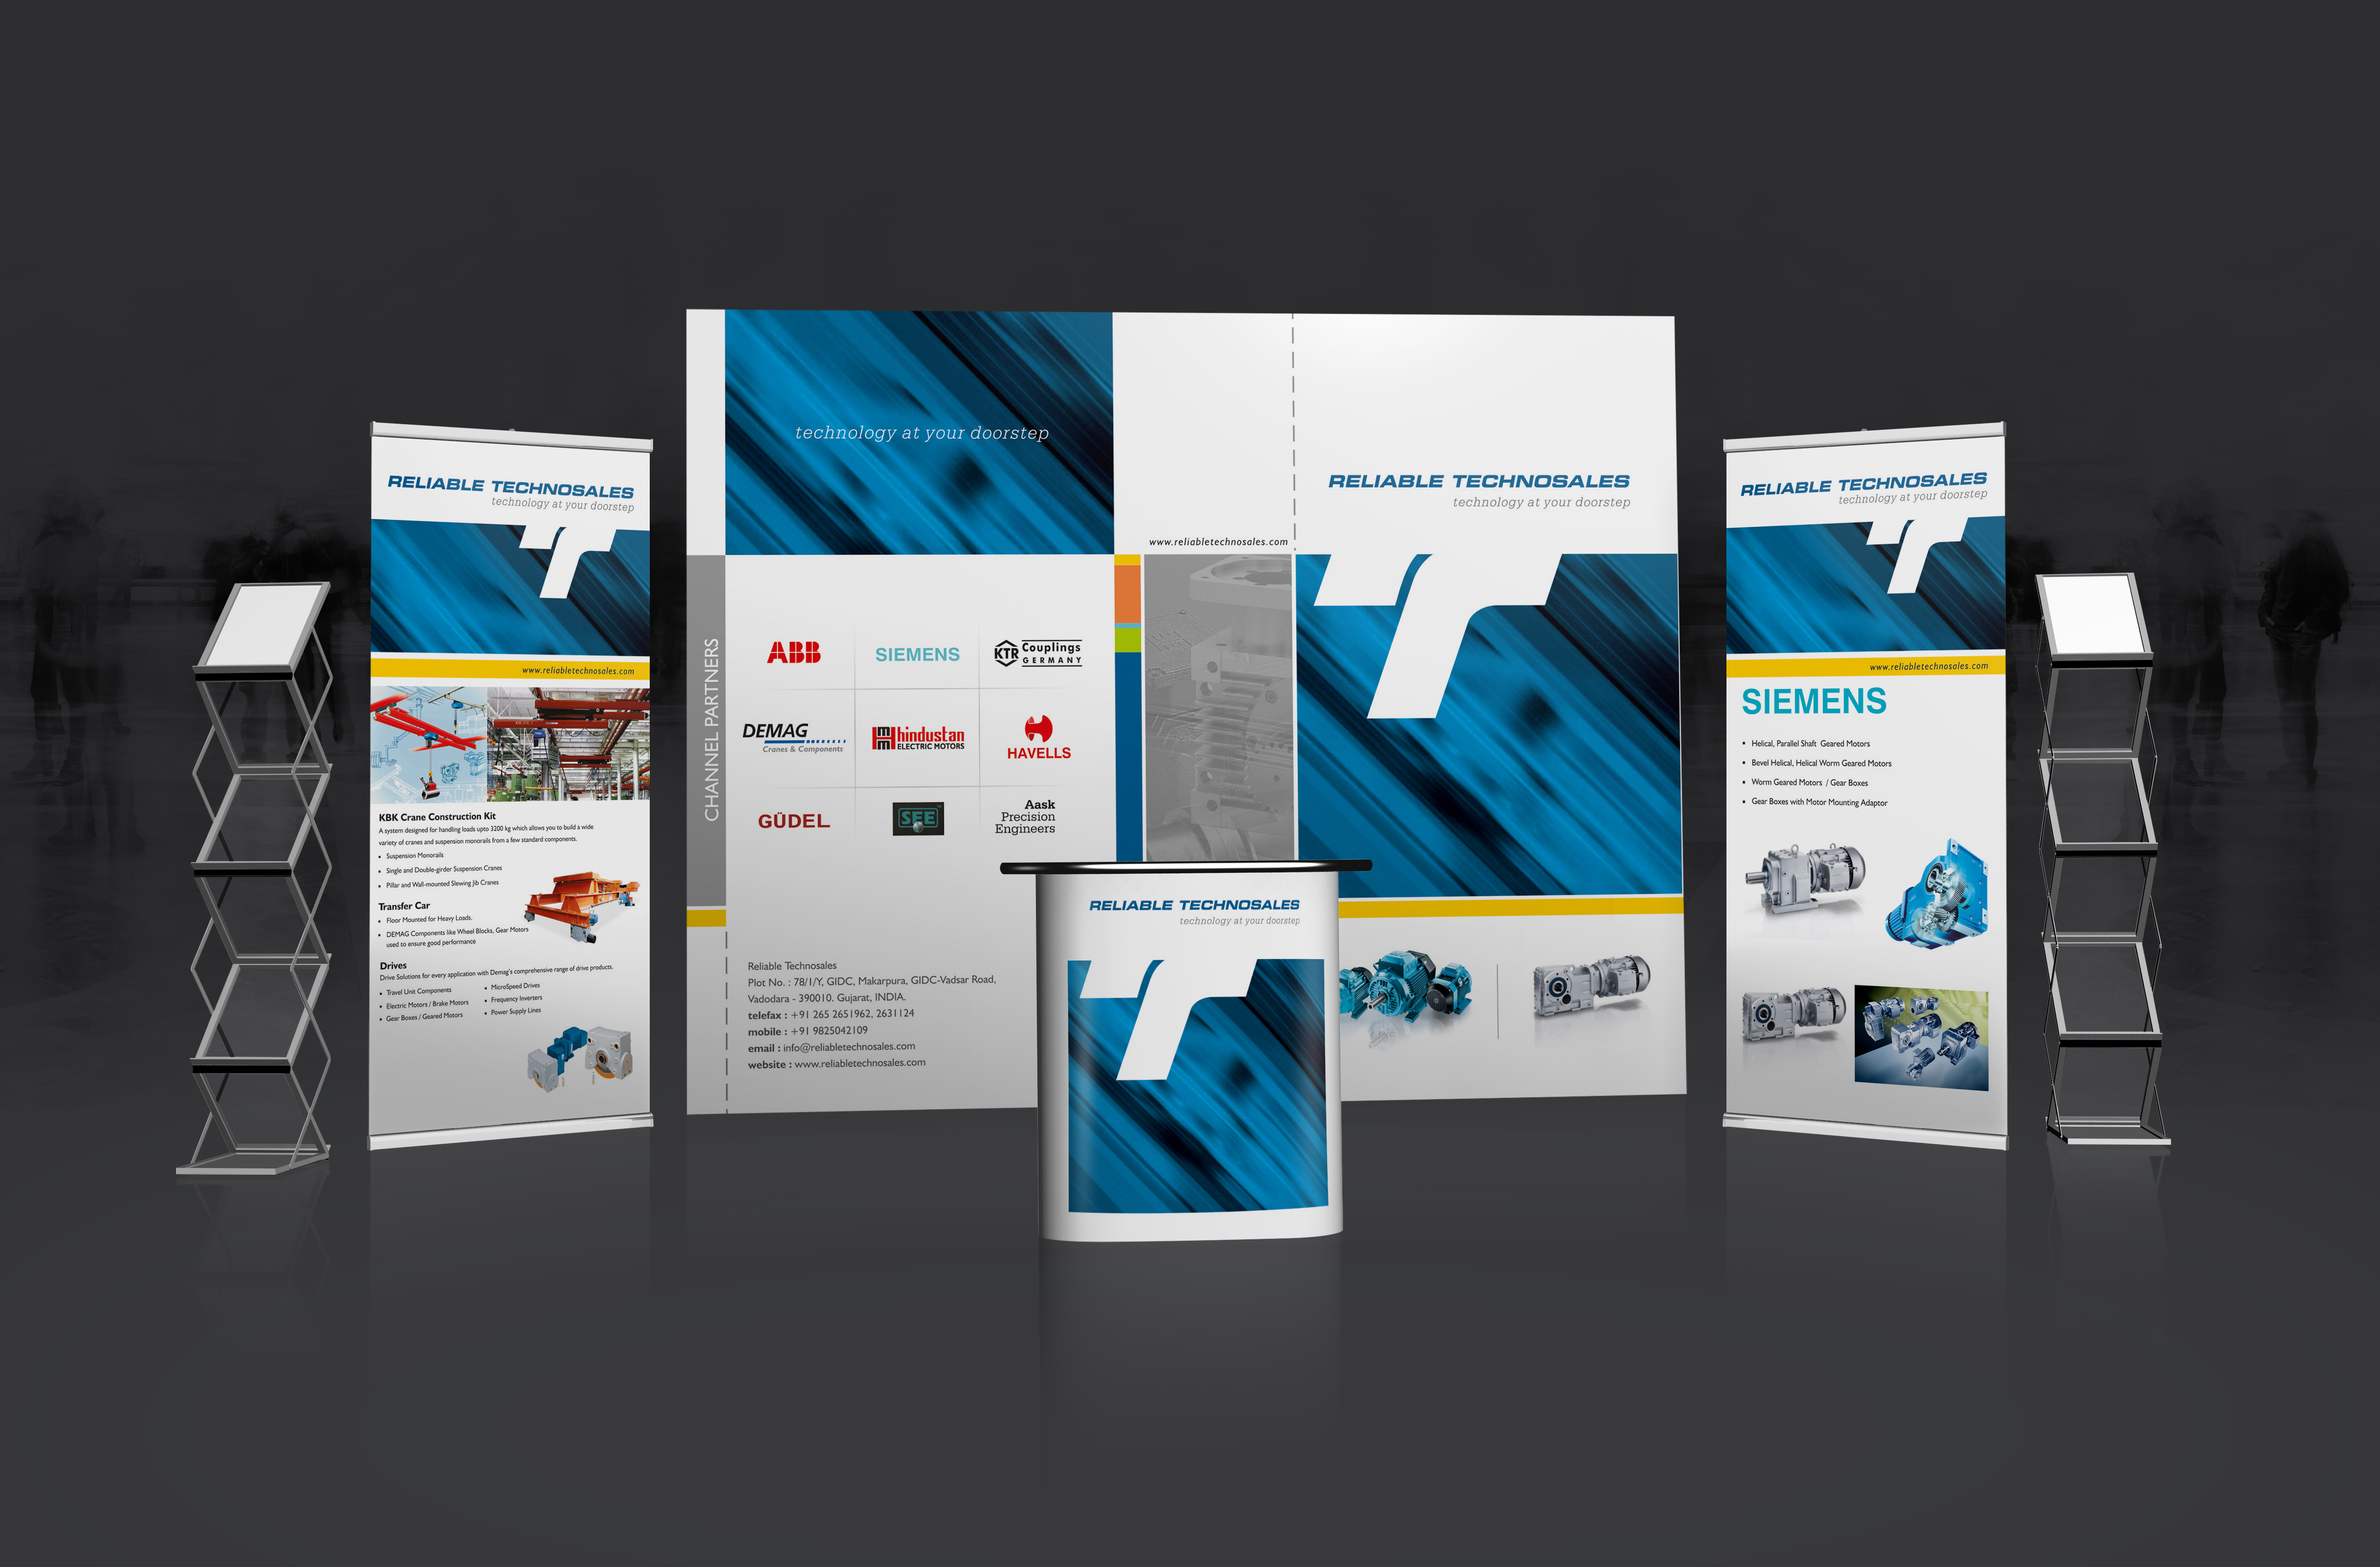 RELIABLE TECHNOSALES
technology at your doorstep
www.reliabletechnosales.com
KBK Crane Construction Kit
A system designed for handling loads upto 3200 kg which allows you to build a wide
variety of cranes and suspension monorails from a few standard components.
• Suspension Monorails
• Single and Double-girder Suspension Cranes
• Pillar and Wall-mounted Slewing Jib Cranes
Transfer Car
• Floor Mounted for Heavy Loads.
• DEMAG Components like Wheel Blocks, Gear Motors
used to ensure good performance
Drives
Drive Solutions for every application with Demag's comprehensive range of drive products.
• Travel Unit Components
• Electric Motors / Brake Motors
• Gear Boxes / Geared Motors
• MicroSpeed Drives
• Frequency Inverters
• Power Supply Lines
technology at your doorstep
CHANNEL PARTNERS
ABB
SIEMENS
KTR Couplings
GERMANY
DEMAG
Cranes & Components
hindustan
ELECTRIC MOTORS
HAVELLS
GÜDEL
SEE
Aask
Precision
Engineers
Reliable Technosales
Plot No. : 78/1/Y, GIDC, Makarpura, GIDC-Vadsar Road,
Vadodara - 390010. Gujarat, INDIA.
telefax : +91 265 2651962, 2631124
mobile : +91 9825042109
email : info@reliabletechnosales.com
website : www.reliabletechnosales.com
www.reliabletechnosales.com
RELIABLE TECHNOSALES
technology at your doorstep
RELIABLE TECHNOSALES
technology at your doorstep
RELIABLE TECHNOSALES
technology at your doorstep
www.reliabletechnosales.com
SIEMENS
• Helical, Parallel Shaft Geared Motors
• Bevel Helical, Helical Worm Geared Motors
• Worm Geared Motors / Gear Boxes
• Gear Boxes with Motor Mounting Adaptor